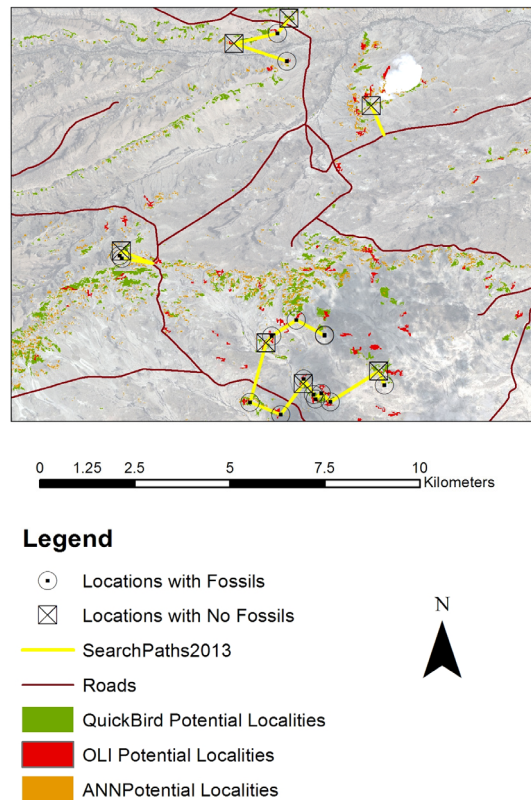 0 1.25 2.5 5 7.5 10
Kilometers
Legend
Locations with Fossils
N
Locations with No Fossils
SearchPaths2013
Roads
QuickBird Potential Localities
OLI Potential Localities
ANNPotential Localities